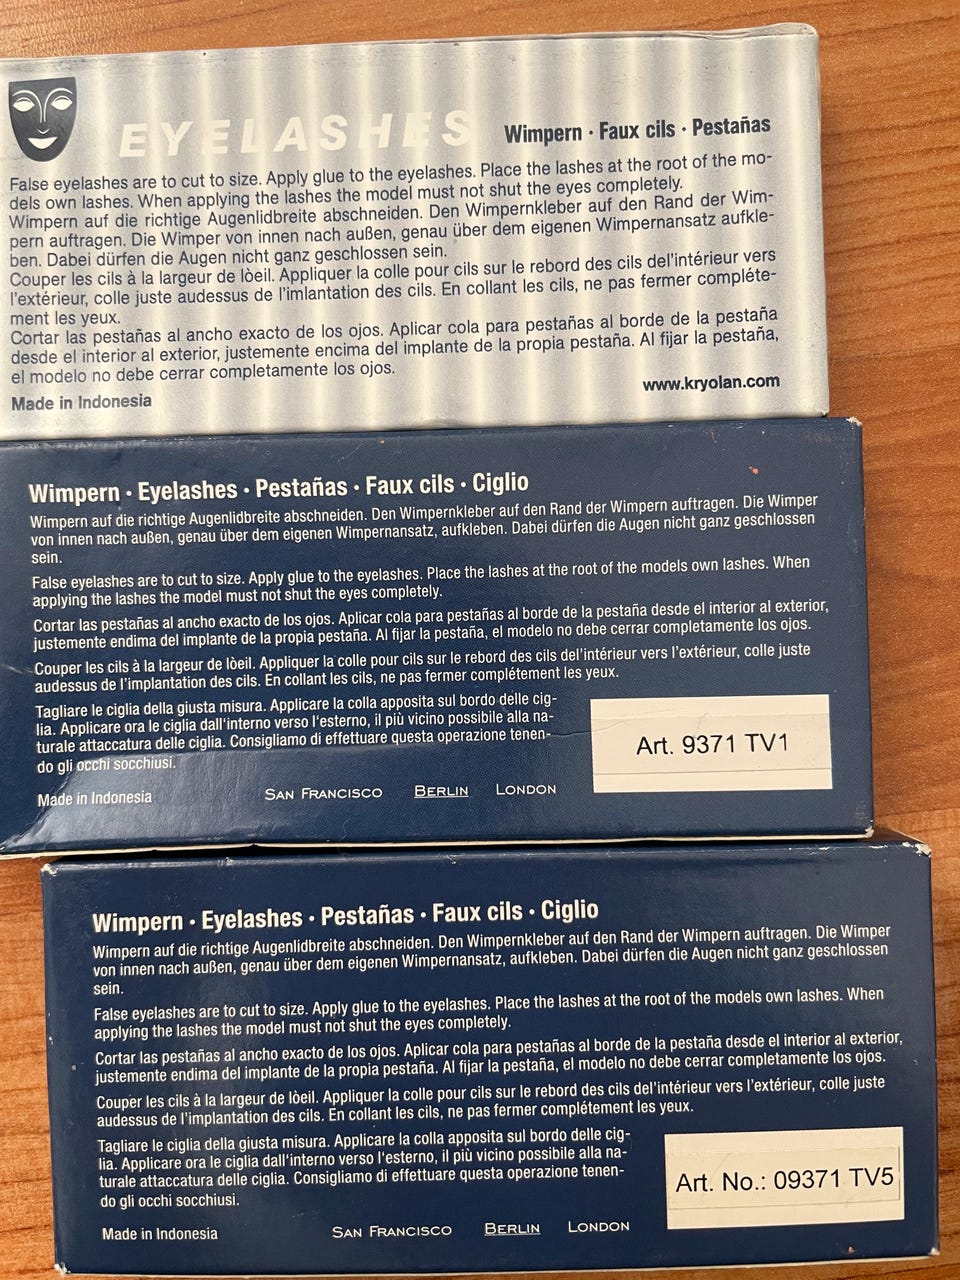 EYELASHES Wimpern · Faux cils · Pestañas
False eyelashes are to cut to size. Apply glue to the eyelashes. Place the lashes at the root of the mo-
dels own lashes. When applying the lashes the model must not shut the eyes completely.
Wimpern auf die richtige Augenlidbreite abschneiden. Den Wimpernkleber auf den Rand der Wim-
pern auftragen. Die Wimper von innen nach außen, genau über dem eigenen Wimpernansatz aufkle-
ben. Dabei dürfen die Augen nicht ganz geschlossen sein.
Couper les cils à la largeur de lòeil. Appliquer la colle pour cils sur le rebord des cils del'intérieur vers
l'extérieur, colle juste audessus de l'imlantation des cils. En collant les cils, ne pas fermer compléte-
ment les yeux.
Cortar las pestañas al ancho exacto de los ojos. Aplicar cola para pestañas al borde de la pestaña
desde el interior al exterior, justemente encima del implante de la propia pestaña. Al fijar la pestaña,
el modelo no debe cerrar completamente los ojos.
www.kryolan.com
Made in Indonesia
Wimpern · Eyelashes · Pestañas · Faux cils · Ciglio
Wimpern auf die richtige Augenlidbreite abschneiden. Den Wimpernkleber auf den Rand der Wimpern auftragen. Die Wimper
von innen nach außen, genau über dem eigenen Wimpernansatz, aufkleben. Dabei dürfen die Augen nicht ganz geschlossen
sein.
False eyelashes are to cut to size. Apply glue to the eyelashes. Place the lashes at the root of the models own lashes. When
applying the lashes the model must not shut the eyes completely.
Cortar las pestañas al ancho exacto de los ojos. Aplicar cola para pestañas al borde de la pestaña desde el interior al exterior,
justemente endima del implante de la propia pestaña. Al fijar la pestaña, el modelo no debe cerrar completamente los ojos.
Couper les cils à la largeur de lòeil. Appliquer la colle pour cils sur le rebord des cils del'intérieur vers l'extérieur, colle juste
audessus de l'implantation des cils. En collant les cils, ne pas fermer complétement les yeux.
Tagliare le ciglia della giusta misura. Applicare la colla apposita sul bordo delle cig-
lia. Applicare ora le ciglia dall'interno verso l'esterno, il più vicino possibile alla na-
turale attaccatura delle ciglia. Consigliamo di effettuare questa operazione tenen-
do gli occhi socchiusi.
Art. 9371 TV1
Made in Indonesia San Francisco Berlin London
Wimpern · Eyelashes · Pestañas · Faux cils · Ciglio
Wimpern auf die richtige Augenlidbreite abschneiden. Den Wimpernkleber auf den Rand der Wimpern auftragen. Die Wimper
von innen nach außen, genau über dem eigenen Wimpernansatz, aufkleben. Dabei dürfen die Augen nicht ganz geschlossen
sein.
False eyelashes are to cut to size. Apply glue to the eyelashes. Place the lashes at the root of the models own lashes. When
applying the lashes the model must not shut the eyes completely.
Cortar las pestañas al ancho exacto de los ojos. Aplicar cola para pestañas al borde de la pestaña desde el interior al exterior,
justemente endima del implante de la propia pestaña. Al fijar la pestaña, el modelo no debe cerrar completamente los ojos.
Couper les cils à la largeur de lòeil. Appliquer la colle pour cils sur le rebord des cils del'intérieur vers l'extérieur, colle juste
audessus de l'implantation des cils. En collant les cils, ne pas fermer complétement les yeux.
Tagliare le ciglia della giusta misura. Applicare la colla apposita sul bordo delle cig-
lia. Applicare ora le ciglia dall'interno verso l'esterno, il più vicino possibile alla na-
turale attaccatura delle ciglia. Consigliamo di effettuare questa operazione tenen-
do gli occhi socchiusi.
Art. No.: 09371 TV5
Made in Indonesia San Francisco Berlin London